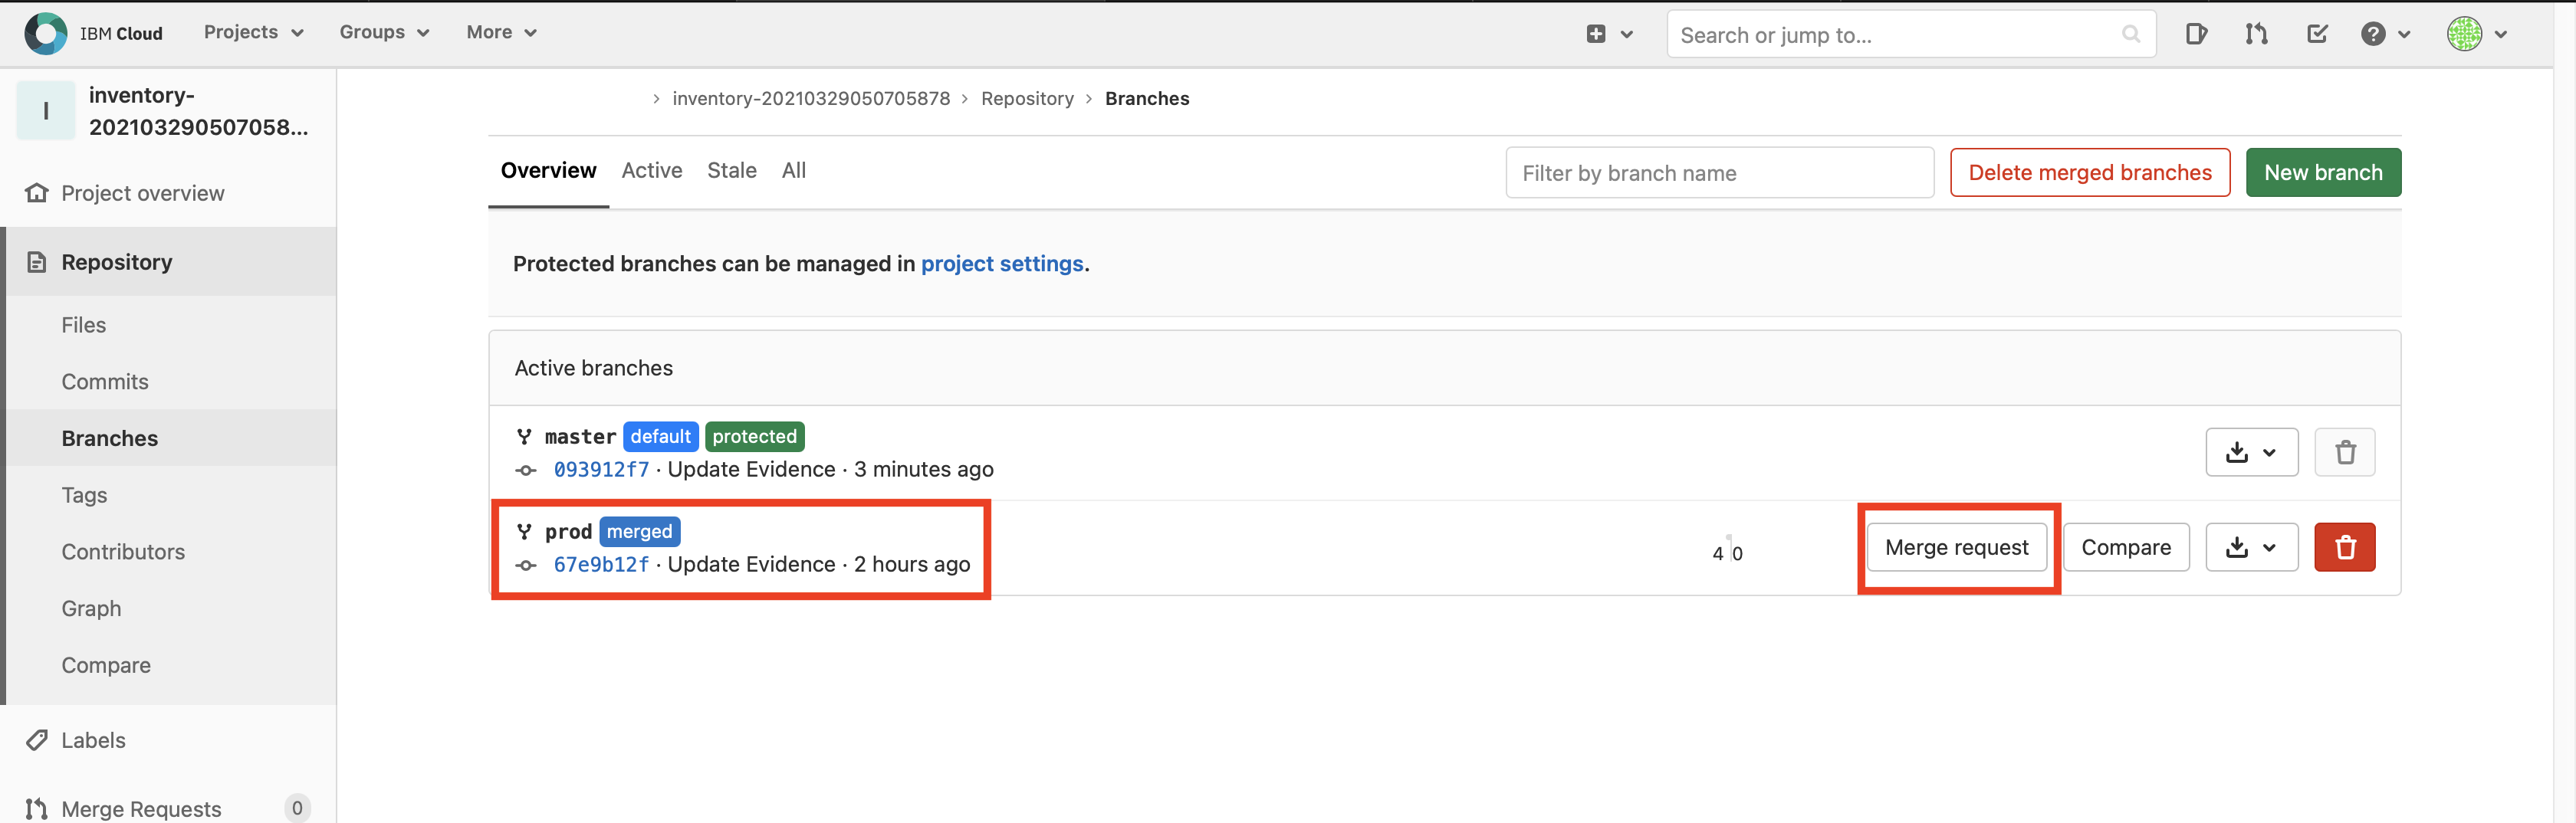 IBM Cloud Projects Groups More Search or jump to...
I inventory-
202103290507058...
Project overview
Repository
Files
Commits
Branches
Tags
Contributors
Graph
Compare
Labels
Merge Requests 0
› inventory-20210329050705878 › Repository › Branches
Overview Active Stale All Filter by branch name Delete merged branches New branch
Protected branches can be managed in project settings.
Active branches
master default protected
093912f7 · Update Evidence · 3 minutes ago
prod merged
67e9b12f · Update Evidence · 2 hours ago
4 0 Merge request Compare